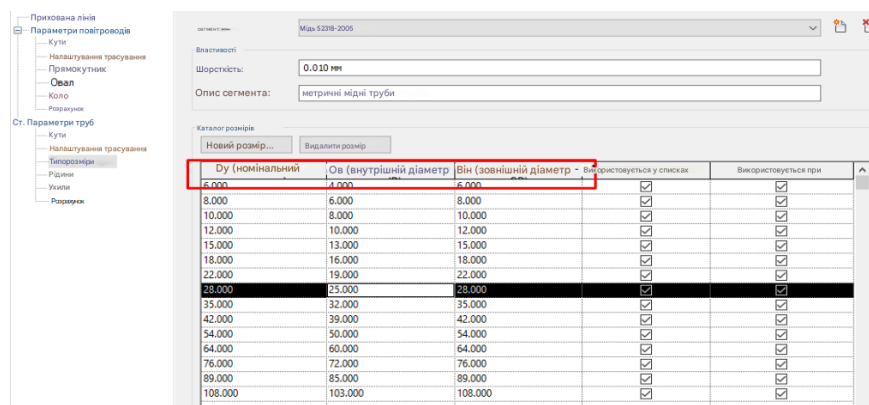 Прихована лінія
Параметри повітроводів
Кути
Налаштування трасування
Прямокутник
Овал
Коло
Розрахунок
Ст. Параметри труб
Кути
Налаштування трасування
Типорозміри
Рідини
Ухили
Розрахунок
Мідь 52318-2005
Властивості
Шорсткість: 0.010 мм
Опис сегмента: метричні мідні труби
Каталог розмірів
Новий розмір... Видалити розмір
Dy (номінальний Ов (внутрішній діаметр Він (зовнішній діаметр - Використовується у списках Використовується при
6.000 4.000 6.000
8.000 6.000 8.000
10.000 8.000 10.000
12.000 10.000 12.000
15.000 13.000 15.000
18.000 16.000 18.000
22.000 19.000 22.000
28.000 25.000 28.000
35.000 32.000 35.000
42.000 39.000 42.000
54.000 50.000 54.000
64.000 60.000 64.000
76.000 72.000 76.000
89.000 85.000 89.000
108.000 103.000 108.000